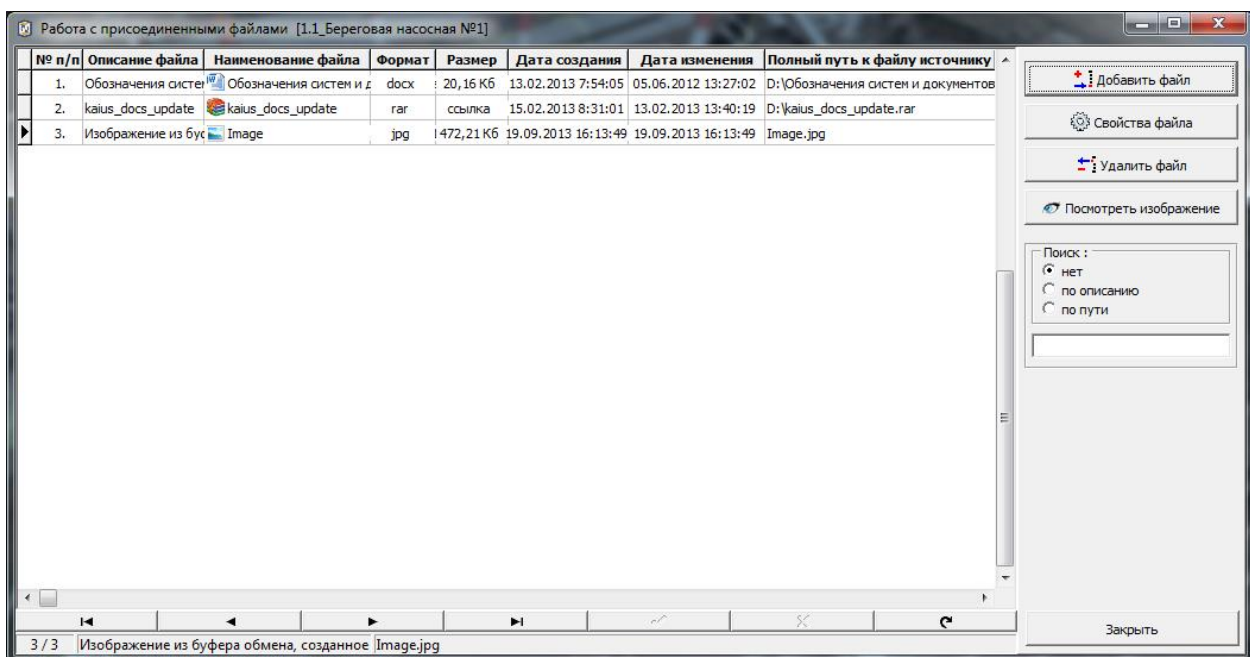 Работа с присоединенными файлами [1.1_Береговая насосная №1]
№ п/п Описание файла Наименование файла Формат Размер Дата создания Дата изменения Полный путь к файлу источнику
1. Обозначения систе Обозначения систем и д docx 20,16 Кб 13.02.2013 7:54:05 05.06.2012 13:27:02 D:\Обозначения систем и документов
2. kaius_docs_update kaius_docs_update rar ссылка 15.02.2013 8:31:01 13.02.2013 13:40:19 D:\kaius_docs_update.rar
3. Изображение из буф Image jpg 472,21 Кб 19.09.2013 16:13:49 19.09.2013 16:13:49 Image.jpg
Добавить файл
Свойства файла
Удалить файл
Посмотреть изображение
Поиск :
нет
по описанию
по пути
3 / 3 Изображение из буфера обмена, созданное Image.jpg
Закрыть